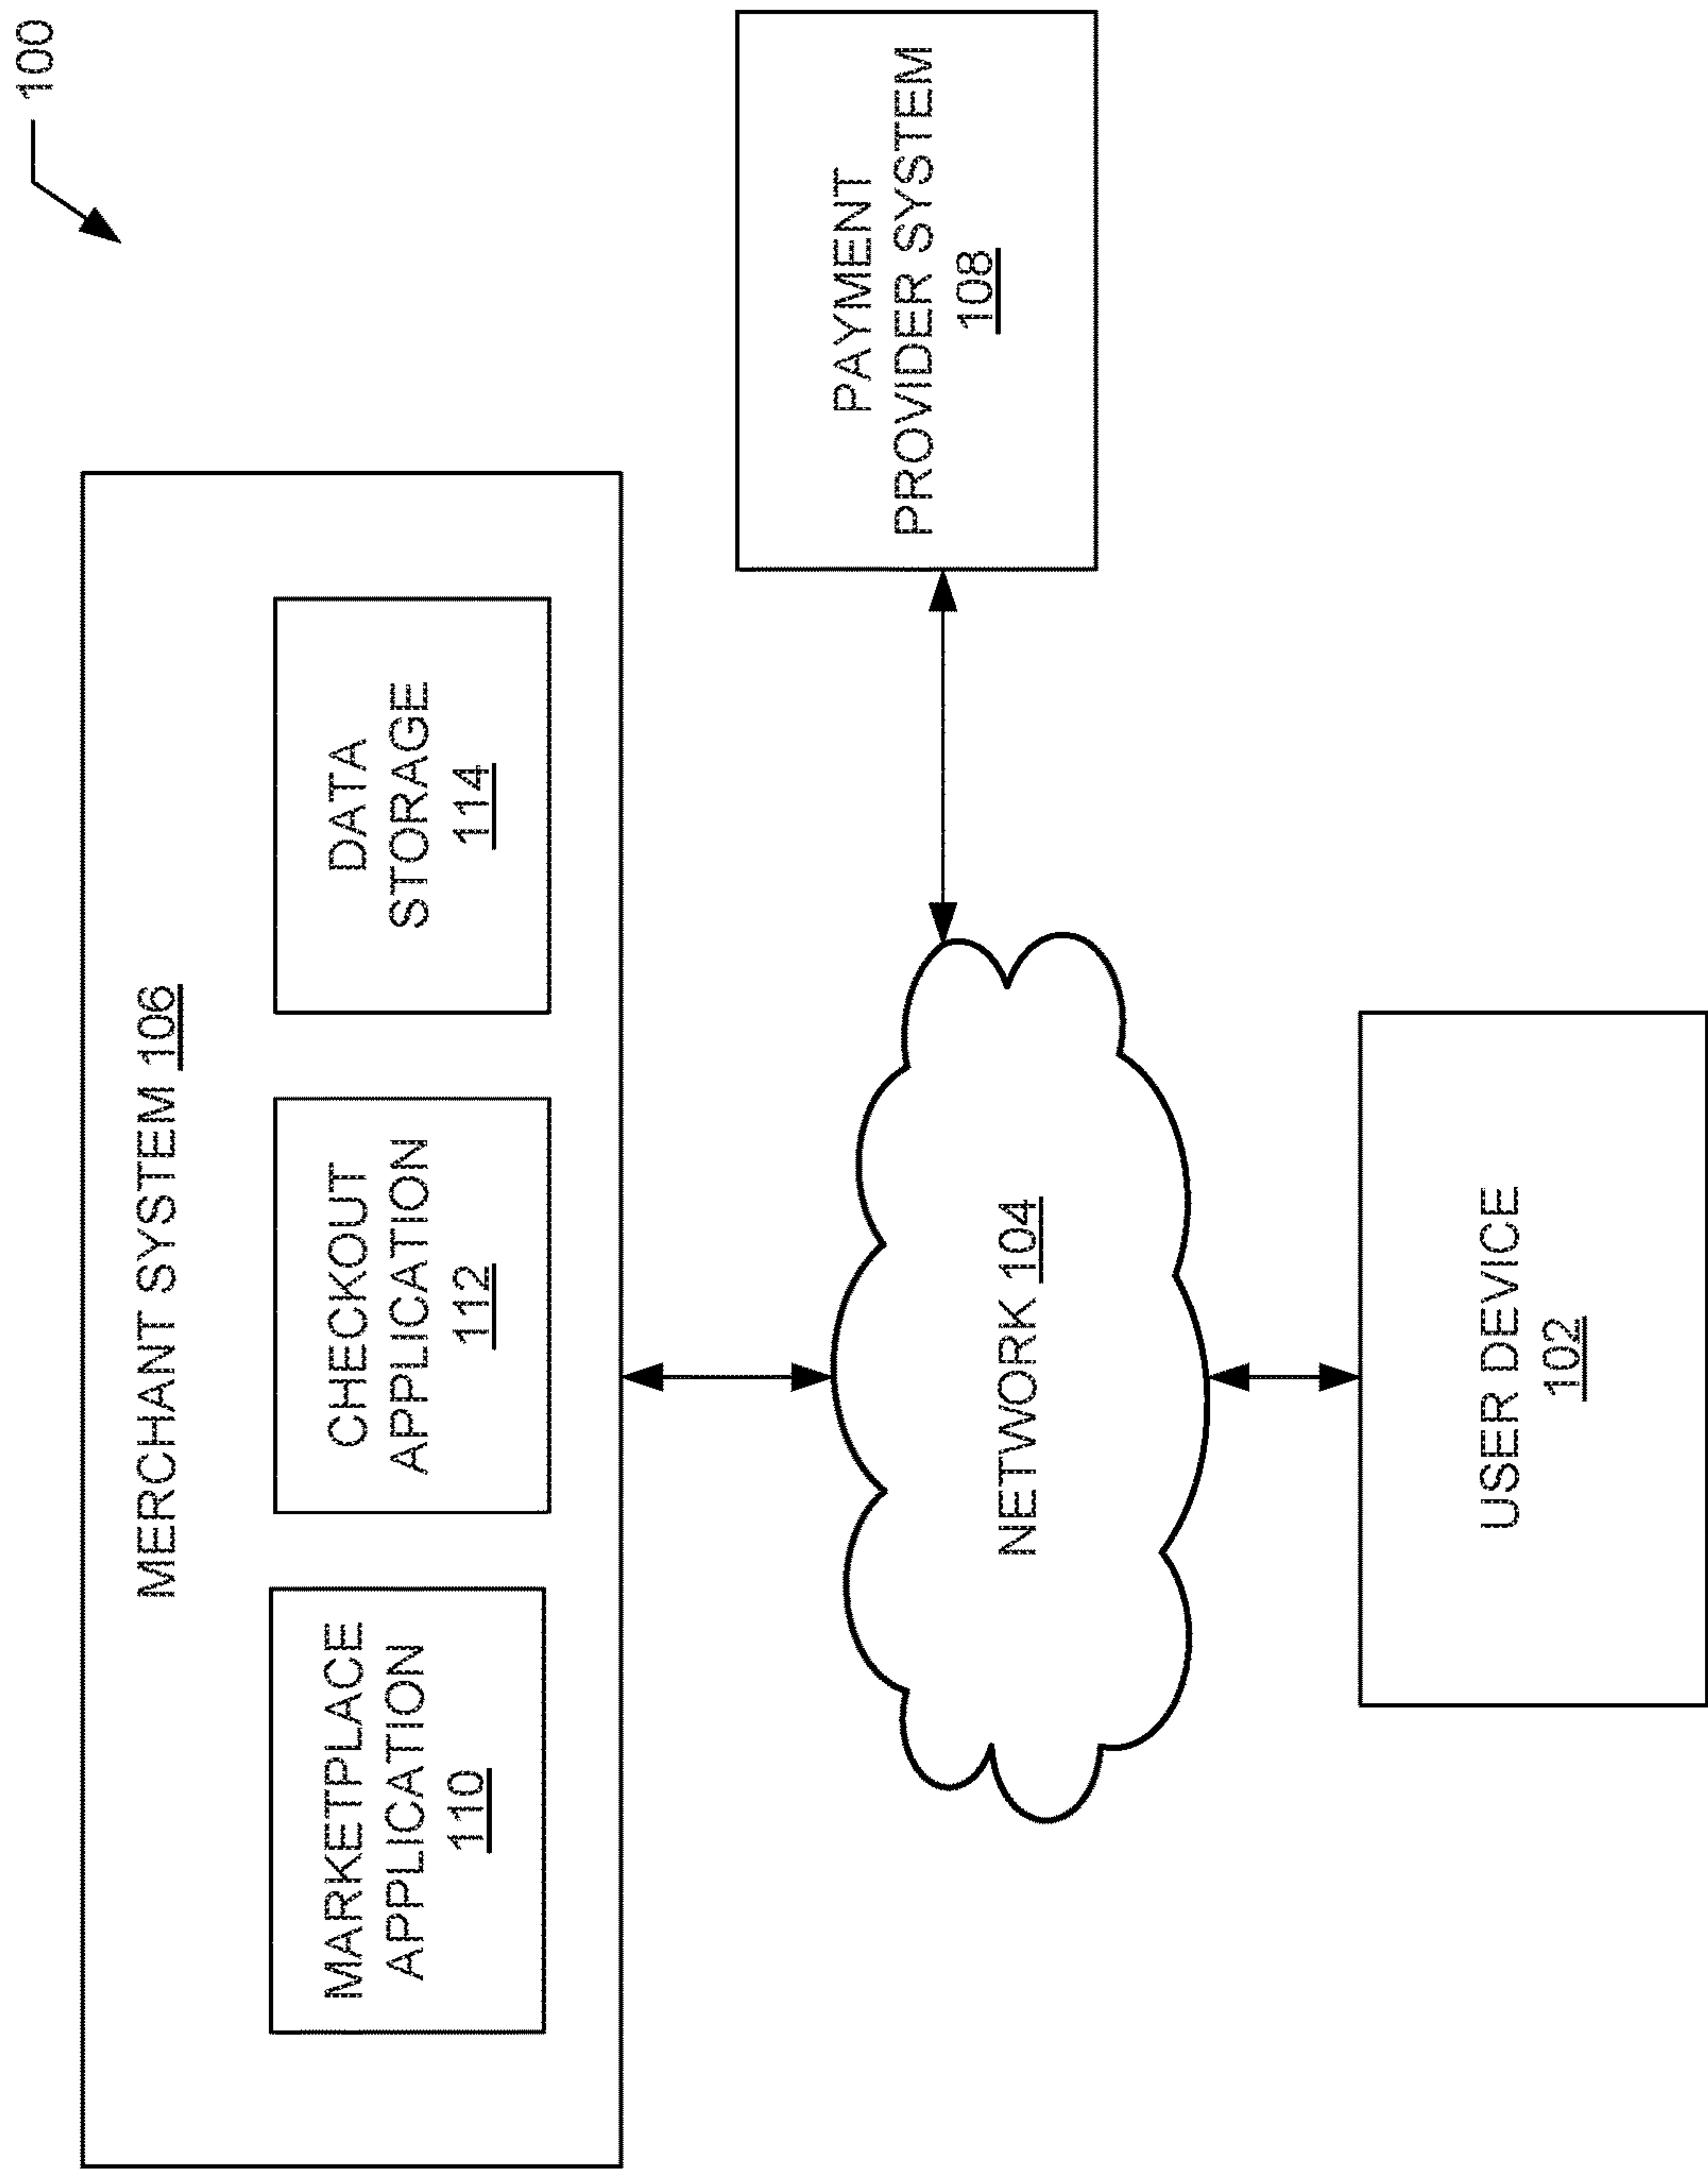 100
MERCHANT SYSTEM 106
MARKETPLACE
APPLICATION
110
CHECKOUT
APPLICATION
112
DATA
STORAGE
114
PAYMENT
PROVIDER SYSTEM
108
NETWORK 104
USER DEVICE
102